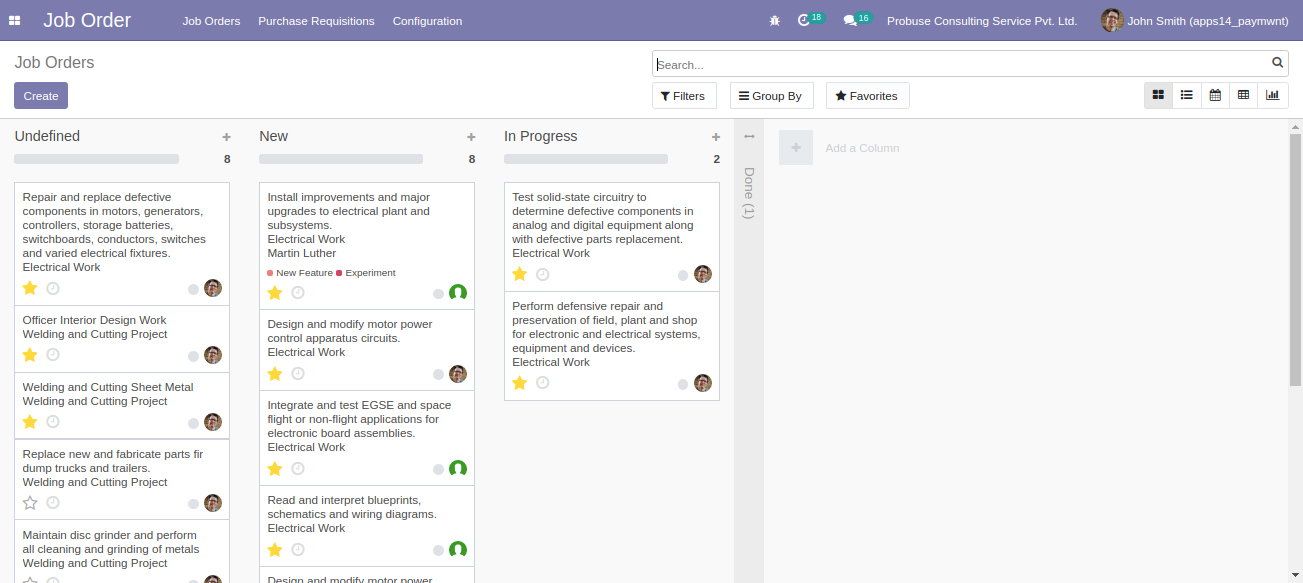 Job Order
Job Orders
Purchase Requisitions
Configuration
18
16
Probuse Consulting Service Pvt. Ltd.
John Smith (apps14_paymwnt)
Job Orders
Search...
Create
Filters
Group By
Favorites
Undefined
8
Repair and replace defective
components in motors, generators,
controllers, storage batteries,
switchboards, conductors, switches
and varied electrical fixtures.
Electrical Work
Officer Interior Design Work
Welding and Cutting Project
Welding and Cutting Sheet Metal
Welding and Cutting Project
Replace new and fabricate parts fir
dump trucks and trailers.
Welding and Cutting Project
Maintain disc grinder and perform
all cleaning and grinding of metals
Welding and Cutting Project
New
8
Install improvements and major
upgrades to electrical plant and
subsystems.
Electrical Work
Martin Luther
New Feature Experiment
Design and modify motor power
control apparatus circuits.
Electrical Work
Integrate and test EGSE and space
flight or non-flight applications for
electronic board assemblies.
Electrical Work
Read and interpret blueprints,
schematics and wiring diagrams.
Electrical Work
Design and modify motor power
In Progress
2
Test solid-state circuitry to
determine defective components in
analog and digital equipment along
with defective parts replacement.
Electrical Work
Perform defensive repair and
preservation of field, plant and shop
for electronic and electrical systems,
equipment and devices.
Electrical Work
Done (1)
Add a Column